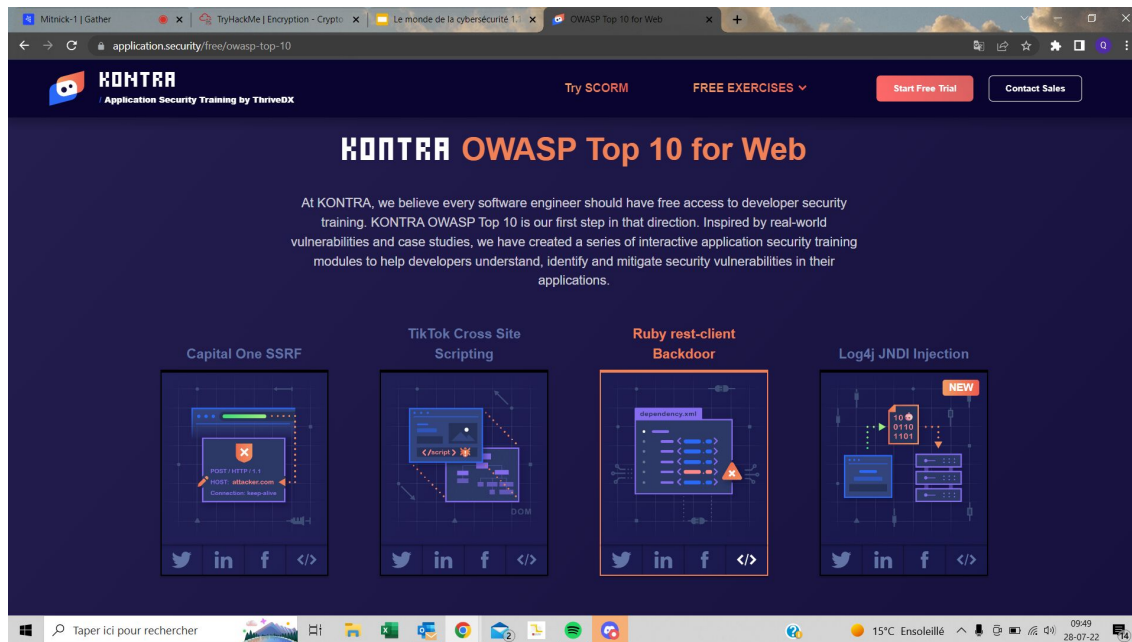 Mitnick-1 | Gather
TryHackMe | Encryption - Crypto
Le monde de la cybersécurité 1.1
OWASP Top 10 for Web
application.security/free/owasp-top-10
Q
KONTRA
/ Application Security Training by ThriveDX
Try SCORM
FREE EXERCISES
Start Free Trial
Contact Sales
KONTRA OWASP Top 10 for Web
At KONTRA, we believe every software engineer should have free access to developer security
training. KONTRA OWASP Top 10 is our first step in that direction. Inspired by real-world
vulnerabilities and case studies, we have created a series of interactive application security training
modules to help developers understand, identify and mitigate security vulnerabilities in their
applications.
Capital One SSRF
TikTok Cross Site
Scripting
Ruby rest-client
Backdoor
Log4j JNDI Injection
POST / HTTP / 1.1
HOST: attacker.com
Connection: keep-alive
</script>
DOM
dependency.xml
NEW
0110
1101
in f </>
in f </>
in f </>
in f </>
Taper ici pour rechercher
2
15°C Ensoleillé
09:49
28-07-22
14